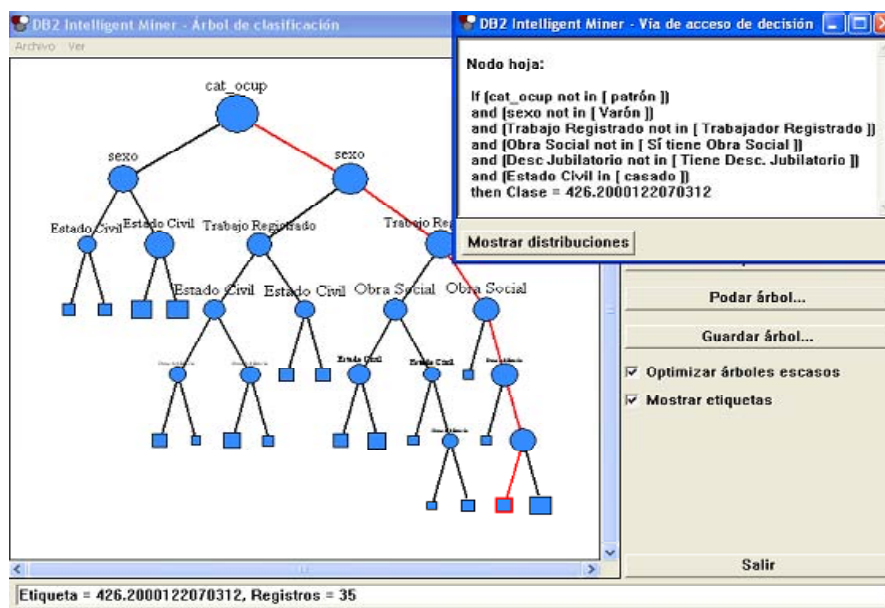 DB2 Intelligent Miner - Árbol de clasificación
Archivo Ver
cat_ocup
sexo
sexo
Estado Civil
Estado Civil
Trabajo Registrado
Trabajo Reg
Estado Civil
Estado Civil
Obra Social
Obra Social
Estado Civil
Estado Civil
DB2 Intelligent Miner - Vía de acceso de decisión
Nodo hoja:
If (cat_ocup not in [ patrón ])
and (sexo not in [ Varón ])
and (Trabajo Registrado not in [ Trabajador Registrado ])
and (Obra Social not in [ Sí tiene Obra Social ])
and (Desc Jubilatorio not in [ Tiene Desc. Jubilatorio ])
and (Estado Civil in [ casado ])
then Clase = 426.2000122070312
Mostrar distribuciones
Podar árbol...
Guardar árbol...
Optimizar árboles escasos
Mostrar etiquetas
Salir
Etiqueta = 426.2000122070312, Registros = 35